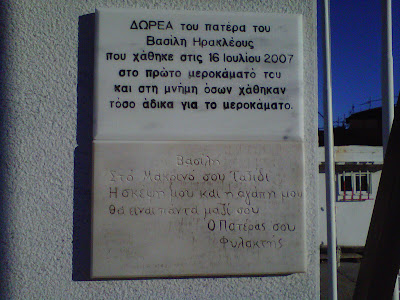 ΔΩΡΕΑ του πατέρα του
Βασίλη Ηρακλέους
που χάθηκε στις 16 Ιουλίου 2007
στο πρώτο μεροκάματό του
και στη μνήμη όσων χάθηκαν
τόσο άδικα για το μεροκάματο.
Βασίλη
Στο Μακρινό σου Ταξίδι
Η σκέψη μου και η αγάπη μου
θα είναι πάντα μαζί σου
Ο Πατέρας σου
Φυλακτής